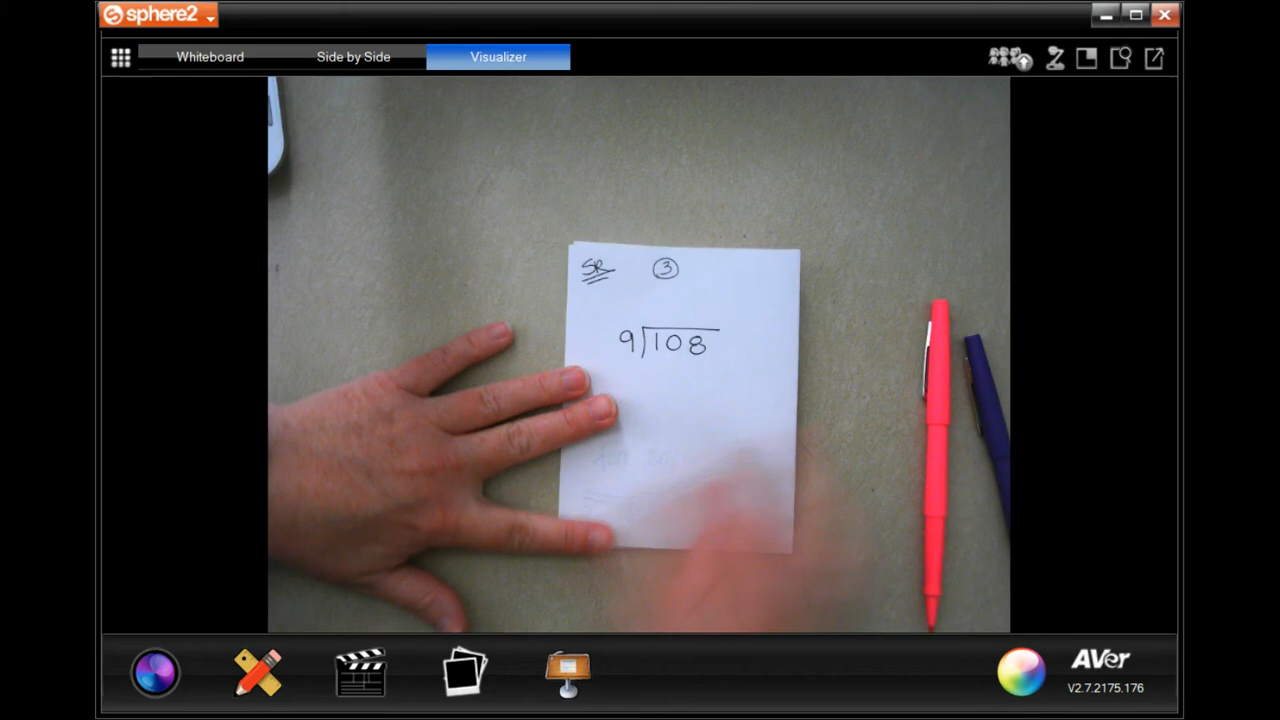 sphere2
Whiteboard Side by Side Visualizer
SR 3
9)108
AVer
V2.7.2175.176